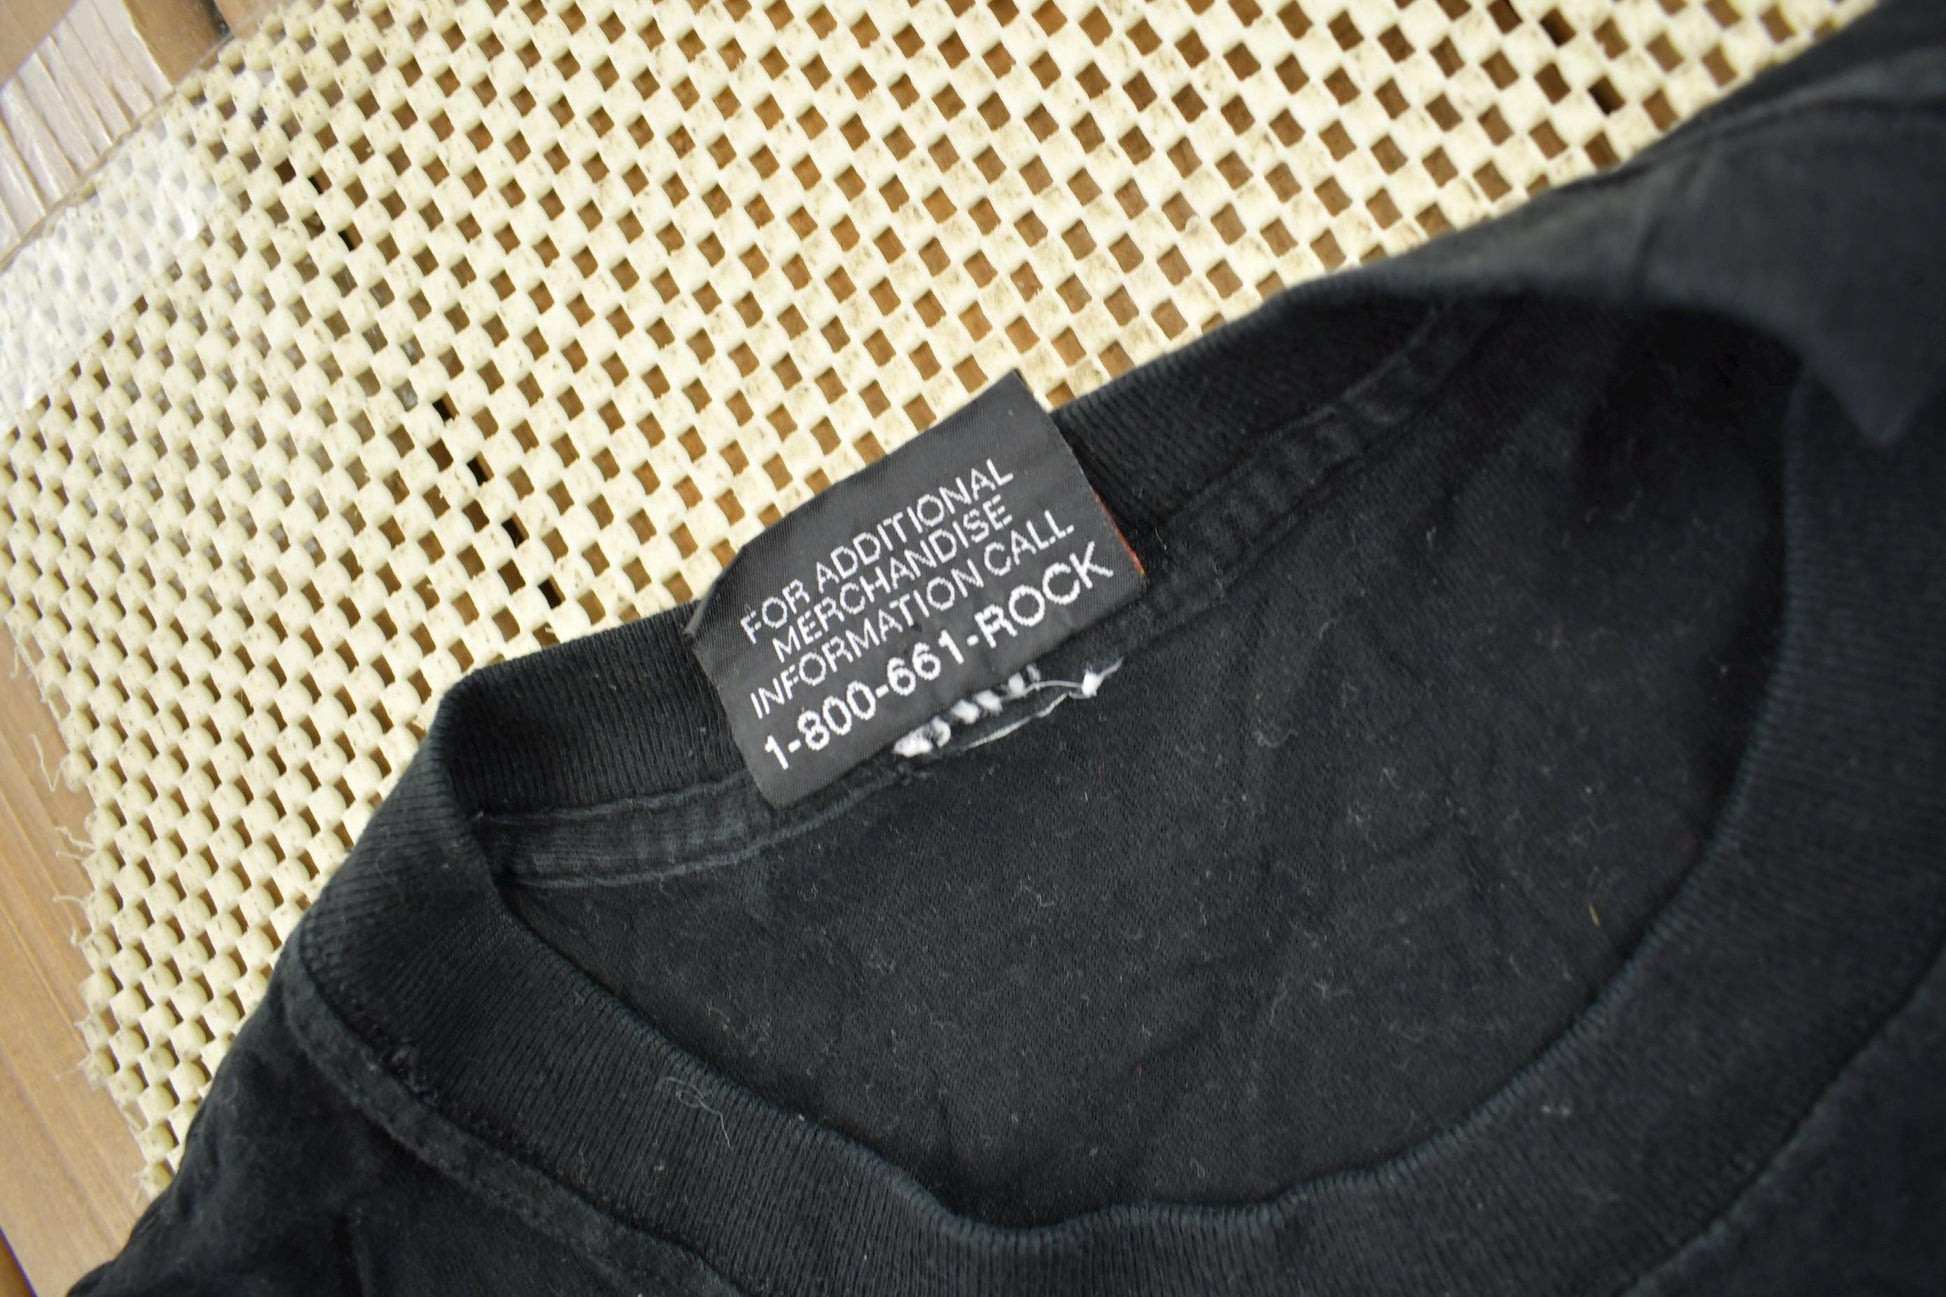 FOR ADDITIONAL
MERCHANDISE
INFORMATION CALL
1-800-661-ROCK